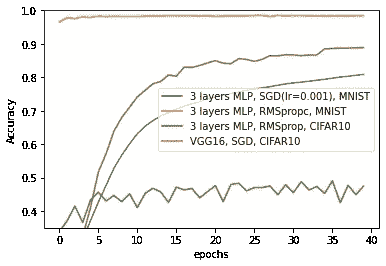 1.0
0.9
0.8
0.7
0.6
0.5
0.4
Accuracy
3 layers MLP, SGD(lr=0.001), MNIST
3 layers MLP, RMSpropc, MNIST
3 layers MLP, RMSprop, CIFAR10
VGG16, SGD, CIFAR10
0 5 10 15 20 25 30 35 40
epochs